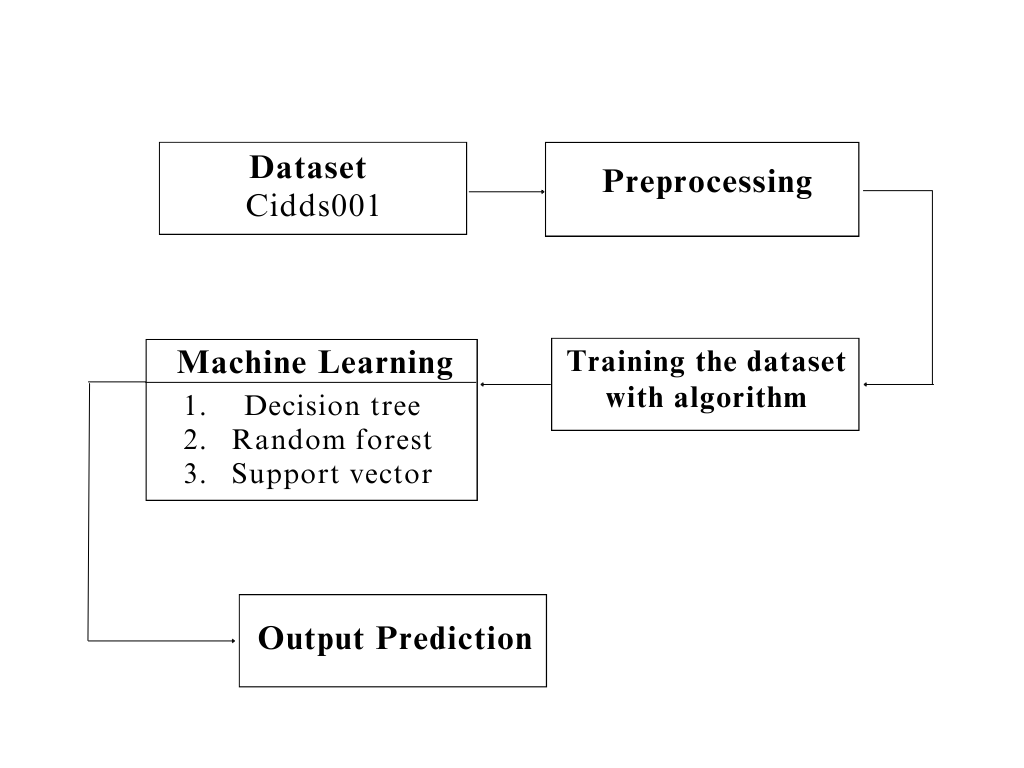 Dataset
Cidds001
Preprocessing
Machine Learning
1. Decision tree
2. Random forest
3. Support vector
Training the dataset
with algorithm
Output Prediction